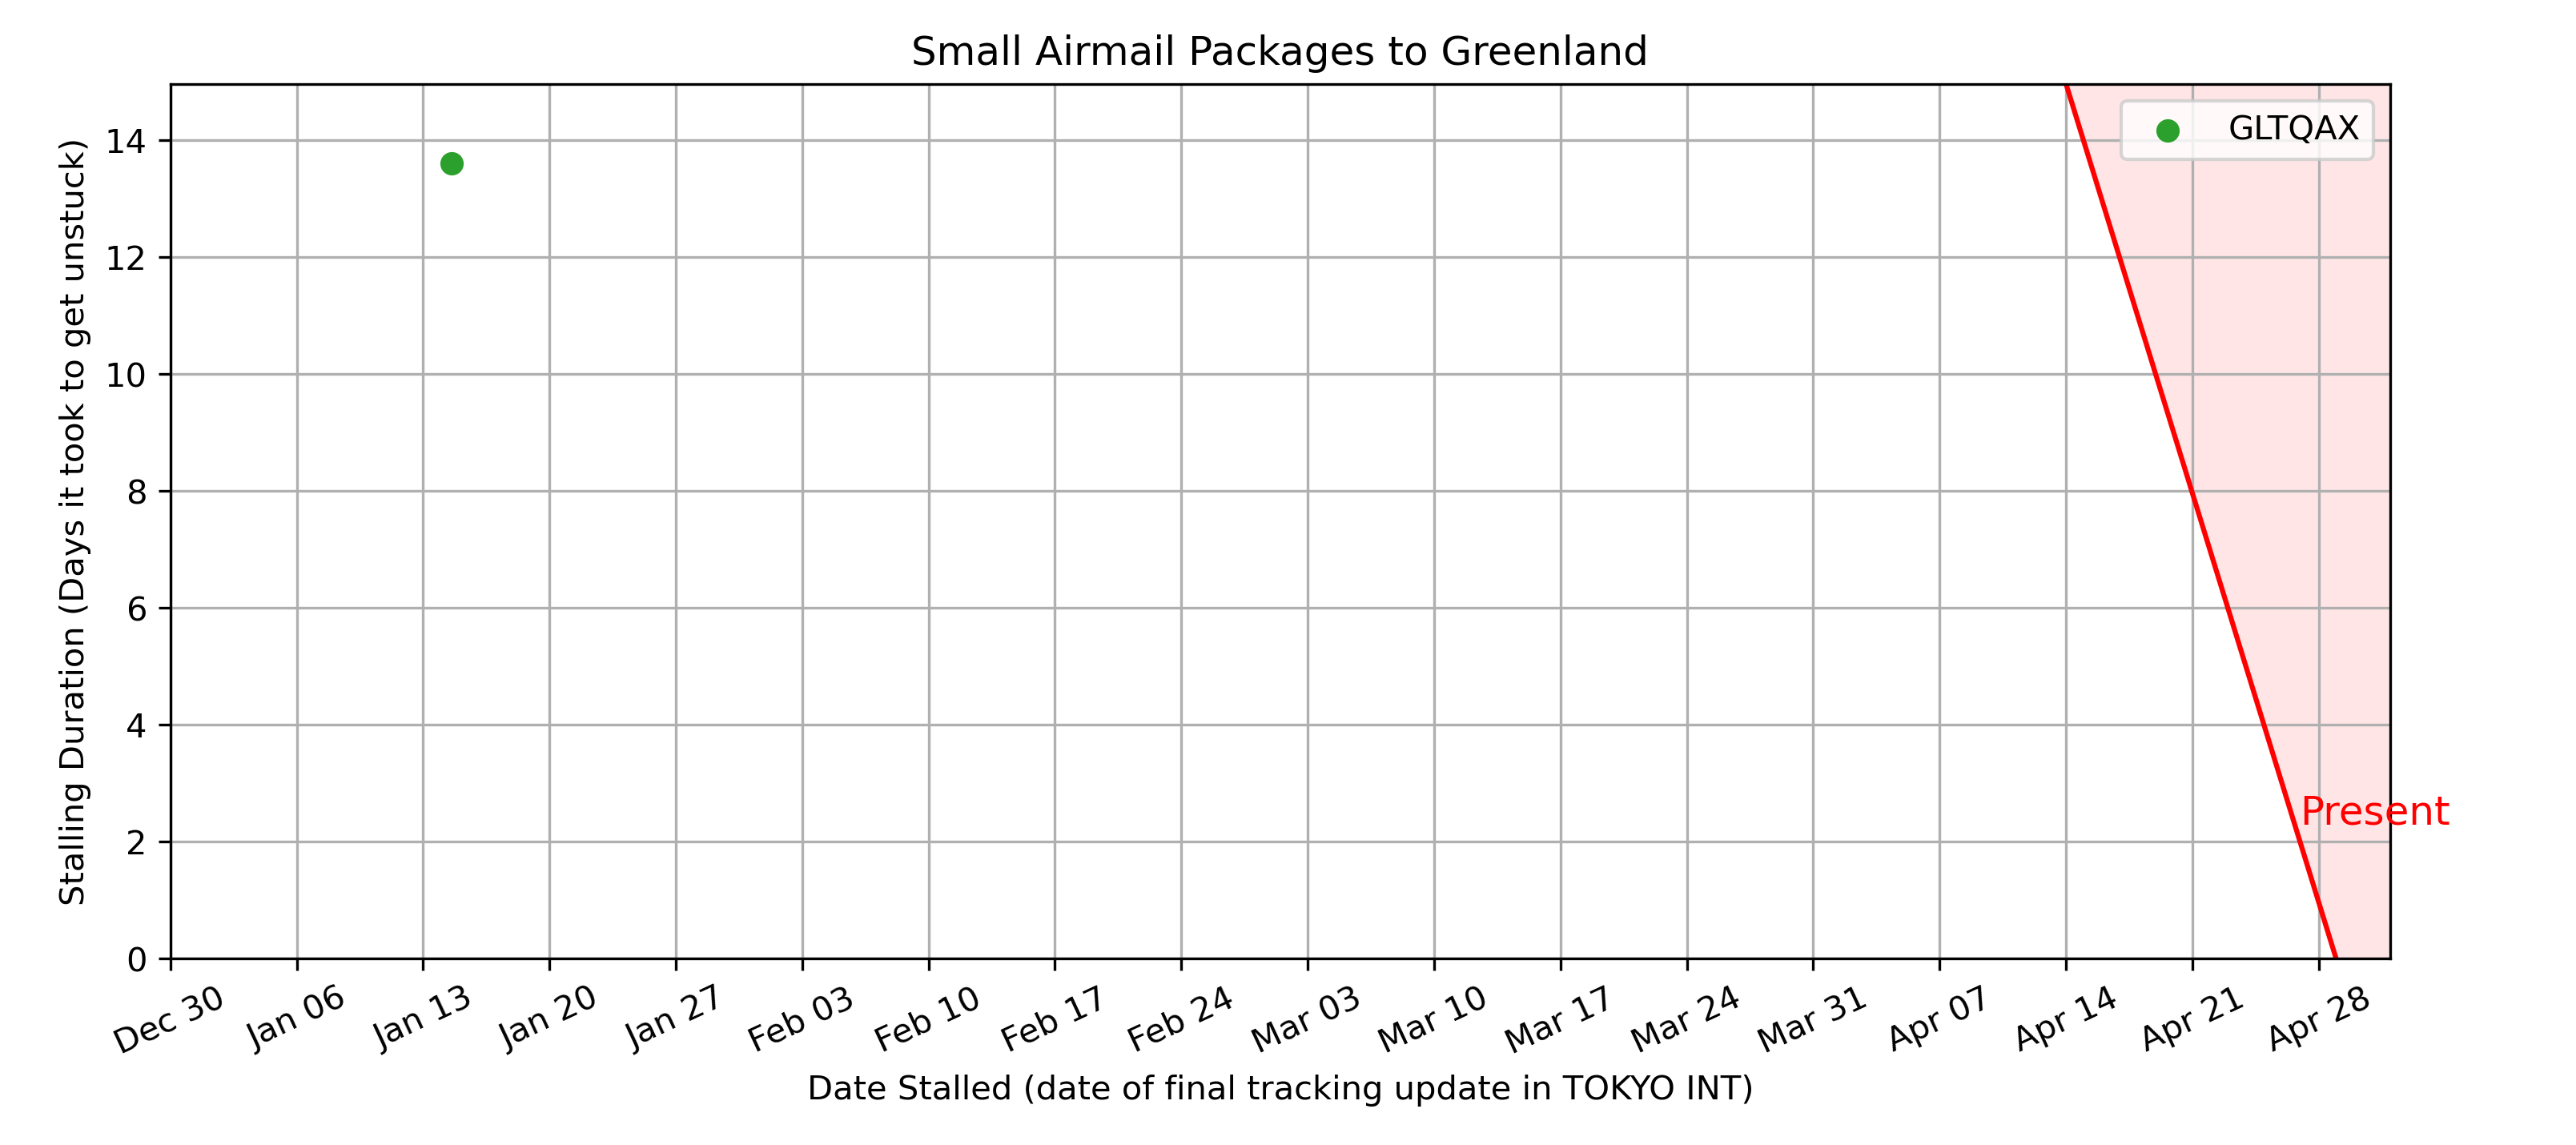 Small Airmail Packages to Greenland
GLTQAX
Stalling Duration (Days it took to get unstuck)
14
12
10
8
6
4
2
0
Present
Dec 30
Jan 06
Jan 13
Jan 20
Jan 27
Feb 03
Feb 10
Feb 17
Feb 24
Mar 03
Mar 10
Mar 17
Mar 24
Mar 31
Apr 07
Apr 14
Apr 21
Apr 28
Date Stalled (date of final tracking update in TOKYO INT)